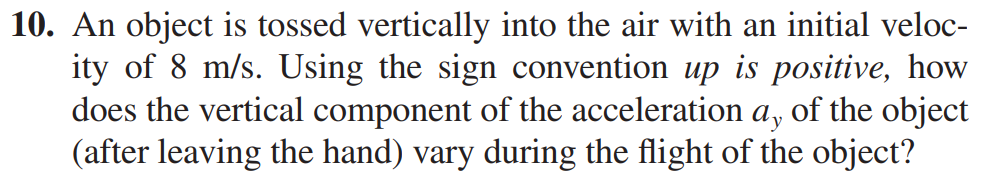 10. An object is tossed vertically into the air with an initial veloc-
ity of 8 m/s. Using the sign convention up is positive, how
does the vertical component of the acceleration a_y of the object
(after leaving the hand) vary during the flight of the object?